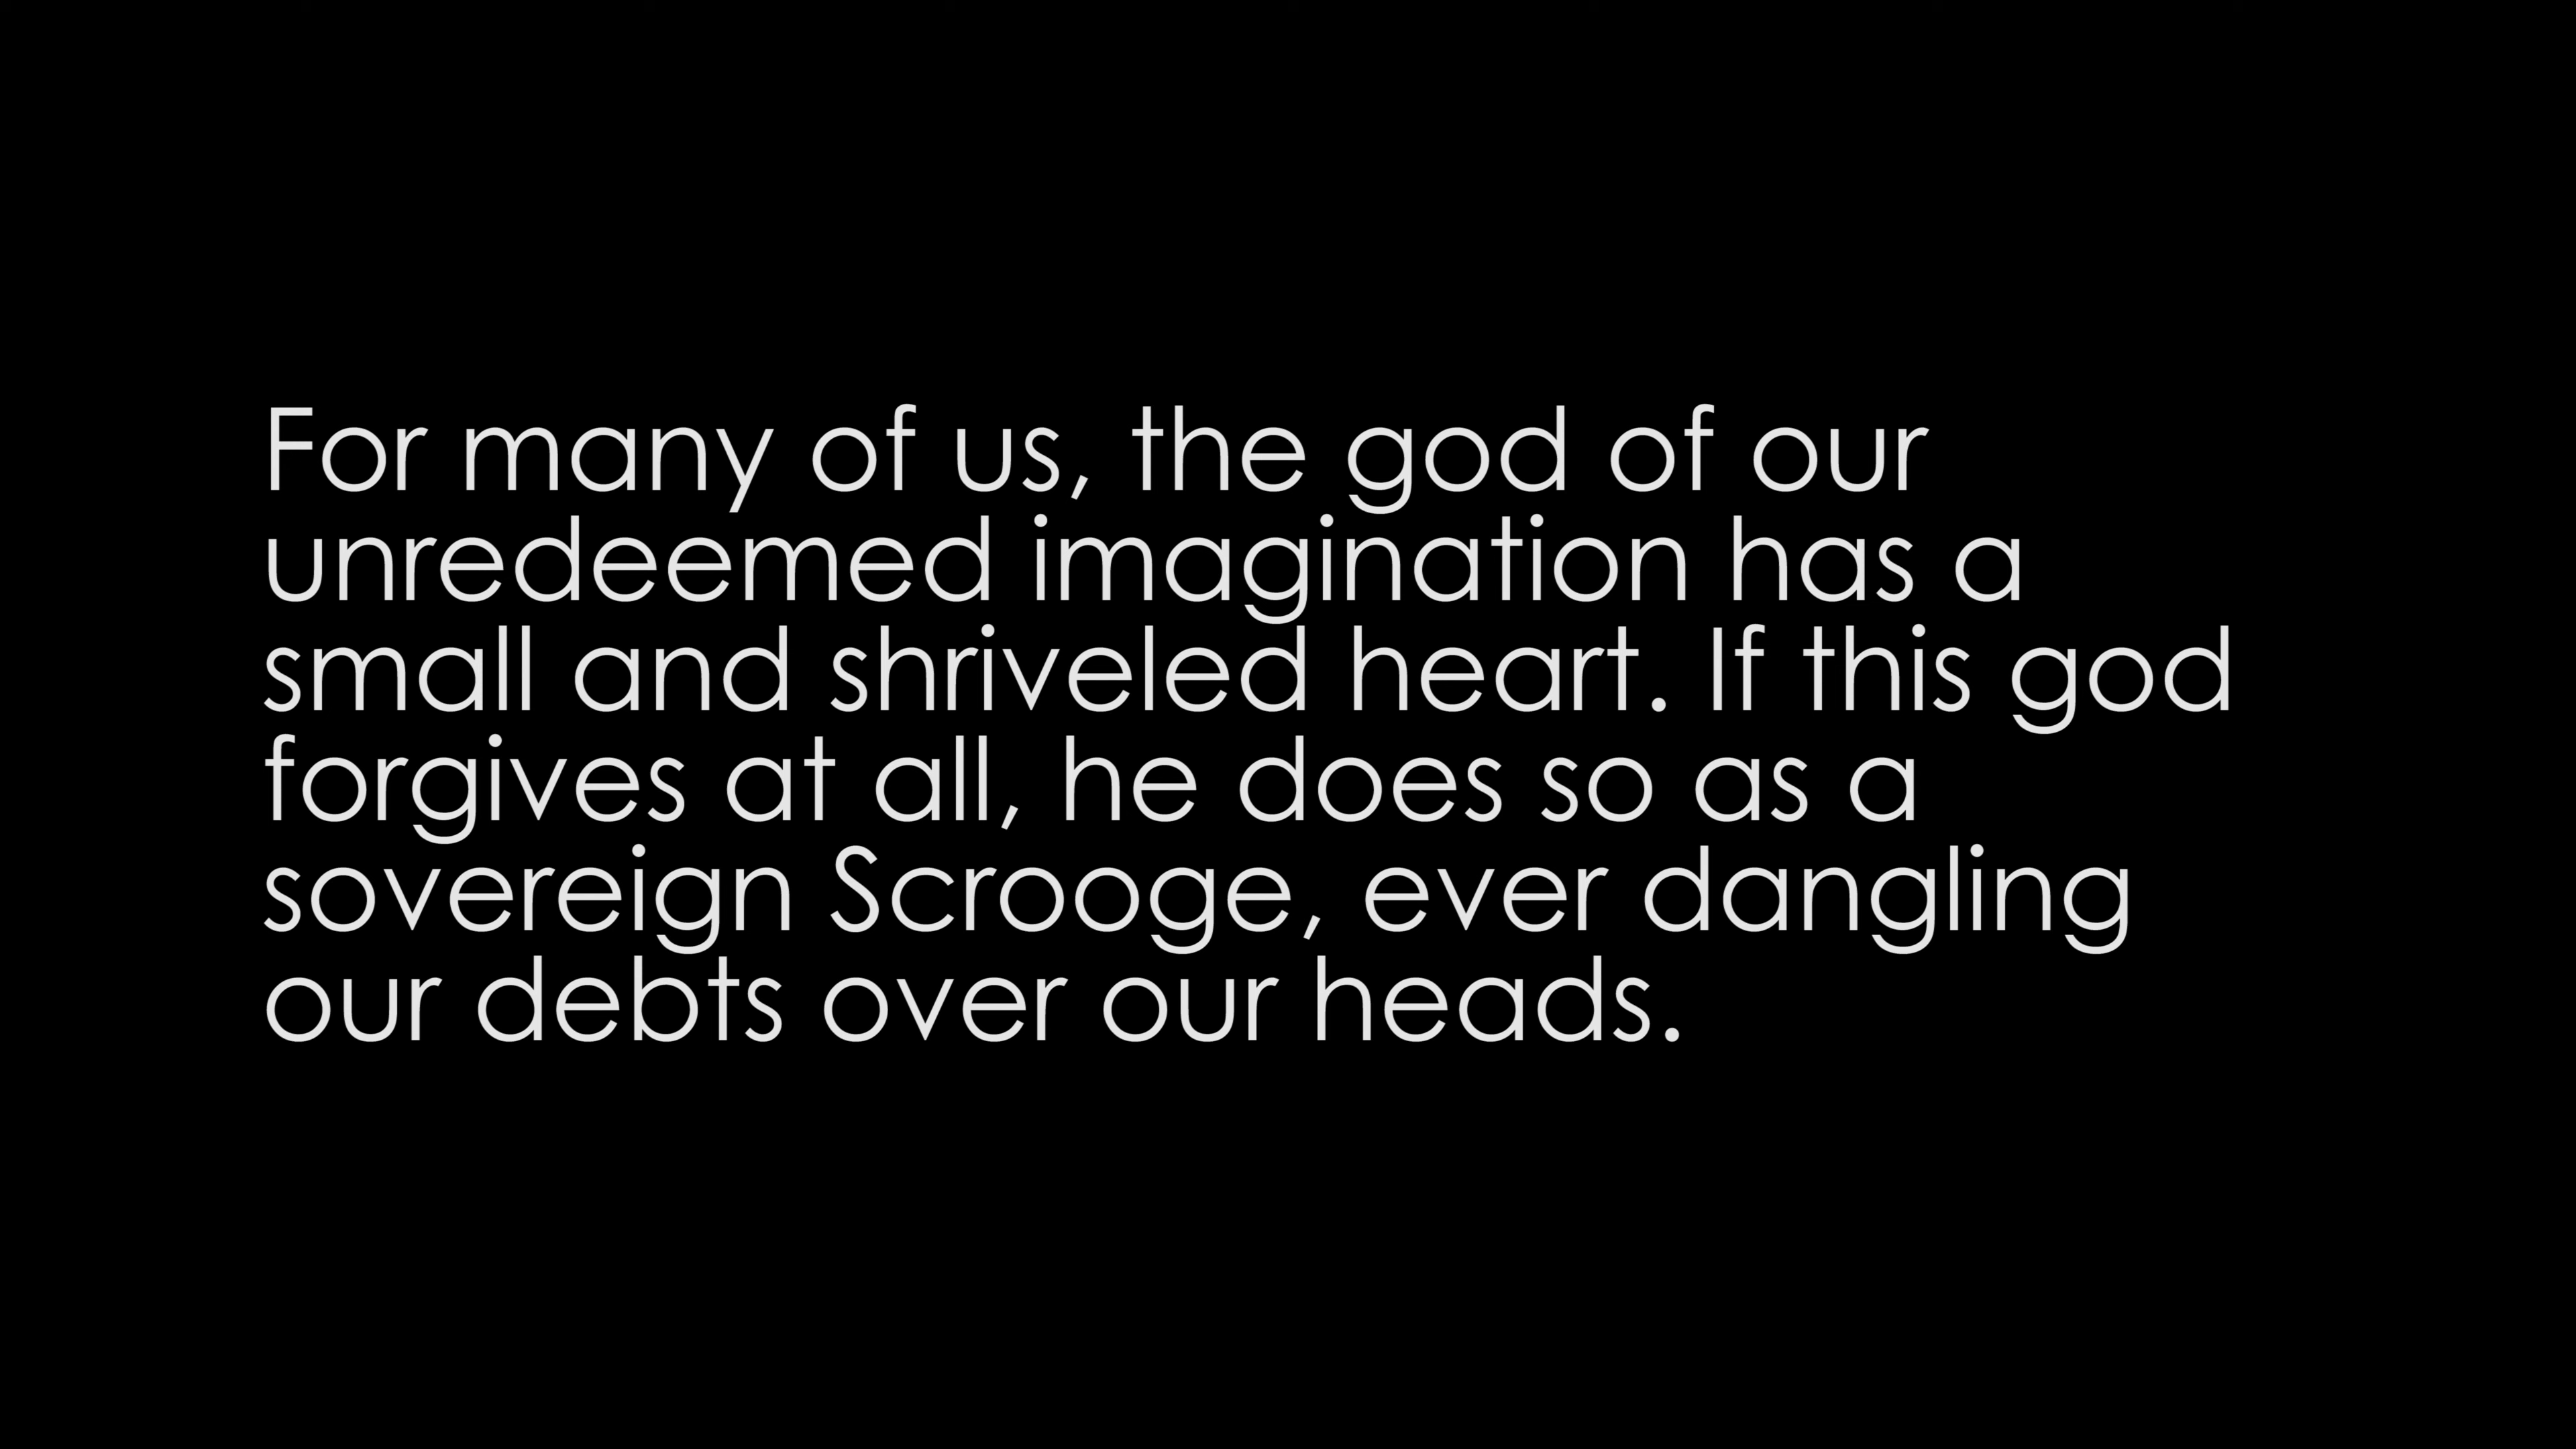 For many of us, the god of our
unredeemed imagination has a
small and shriveled heart. If this god
forgives at all, he does so as a
sovereign Scrooge, ever dangling
our debts over our heads.